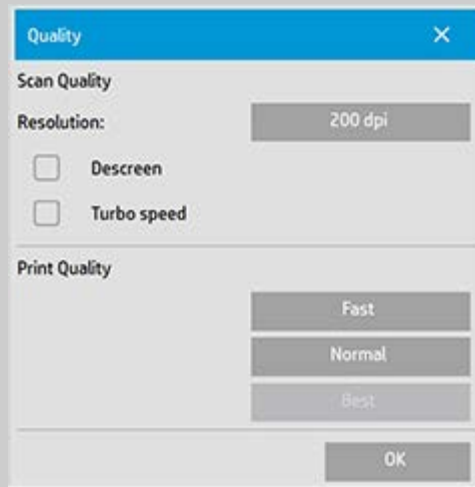 Quality
Scan Quality
Resolution: 200 dpi
Descreen
Turbo speed
Print Quality
Fast
Normal
Best
OK